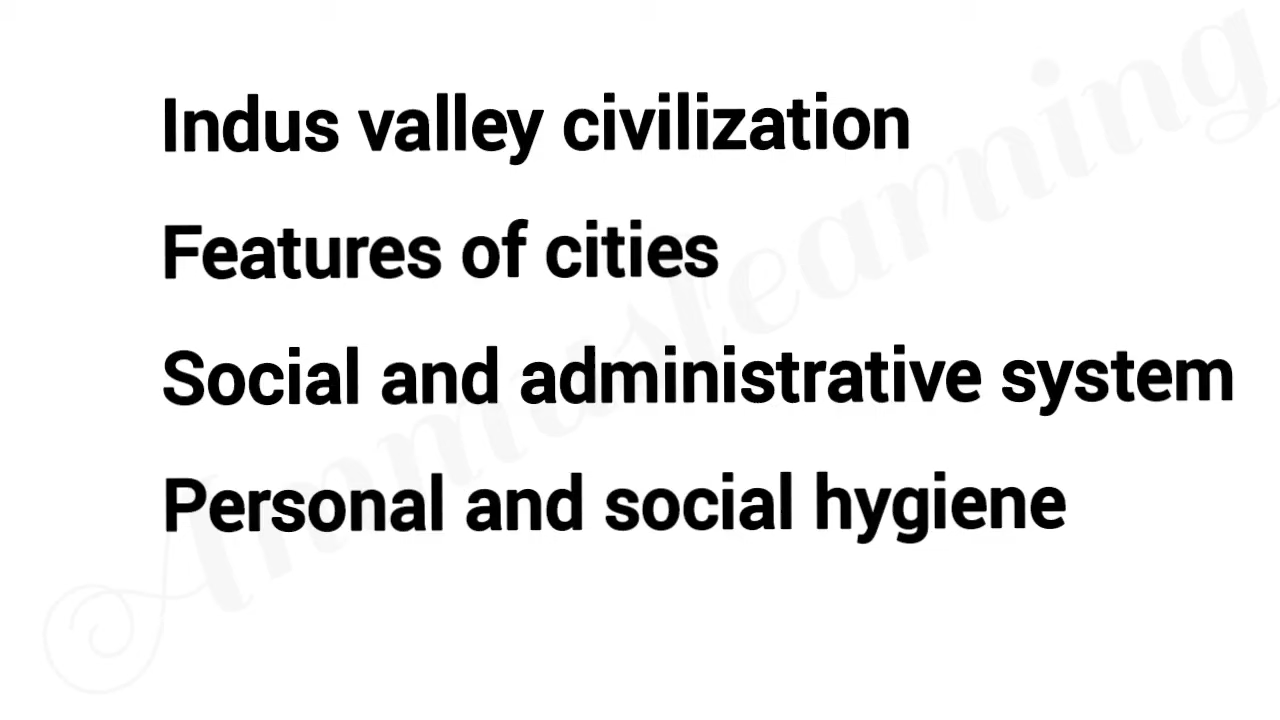 Indus valley civilization
Features of cities
Social and administrative system
Personal and social hygiene